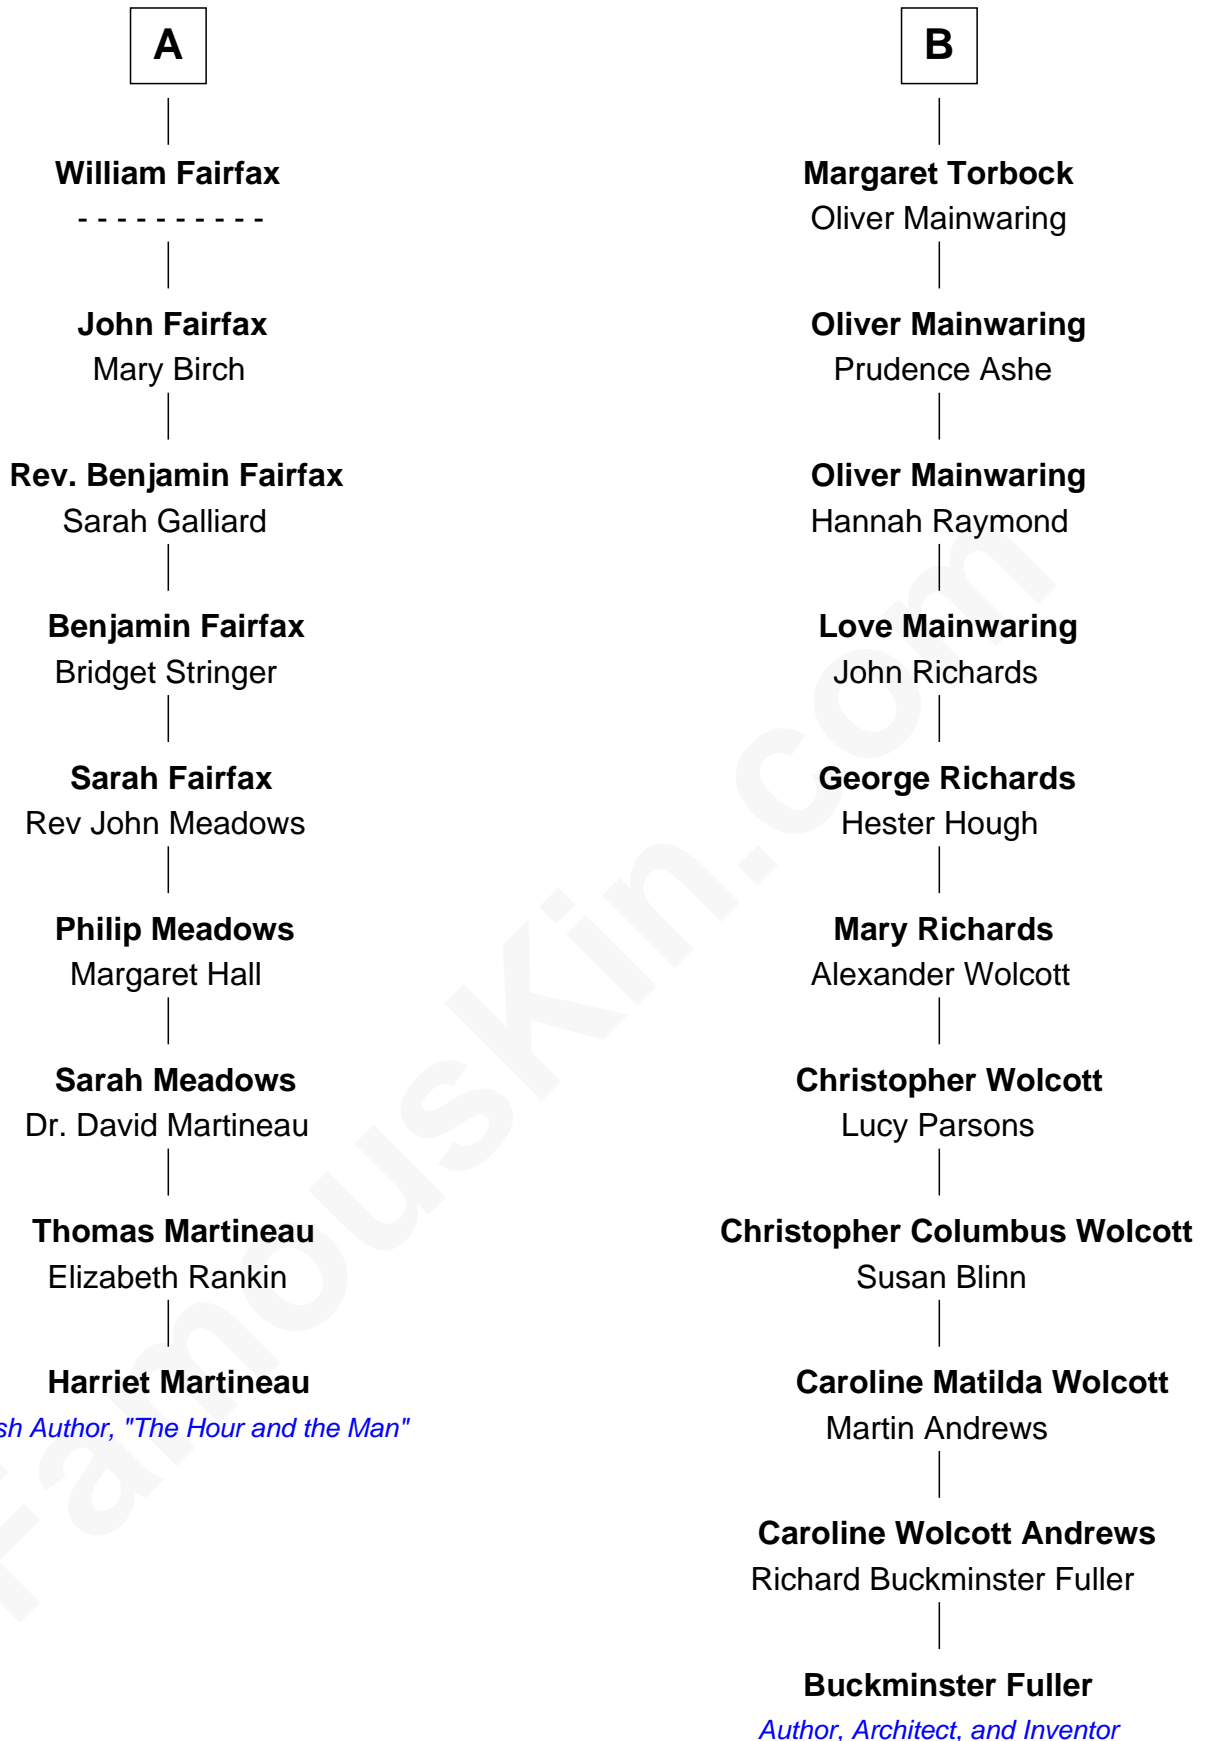 A
William Fairfax
- - - - - - - - - -
John Fairfax
Mary Birch
Rev. Benjamin Fairfax
Sarah Galliard
Benjamin Fairfax
Bridget Stringer
Sarah Fairfax
Rev John Meadows
Philip Meadows
Margaret Hall
Sarah Meadows
Dr. David Martineau
Thomas Martineau
Elizabeth Rankin
Harriet Martineau
Author, "The Hour and the Man"
B
Margaret Torbock
Oliver Mainwaring
Oliver Mainwaring
Prudence Ashe
Oliver Mainwaring
Hannah Raymond
Love Mainwaring
John Richards
George Richards
Hester Hough
Mary Richards
Alexander Wolcott
Christopher Wolcott
Lucy Parsons
Christopher Columbus Wolcott
Susan Blinn
Caroline Matilda Wolcott
Martin Andrews
Caroline Wolcott Andrews
Richard Buckminster Fuller
Buckminster Fuller
Author, Architect, and Inventor
FamousKin.com